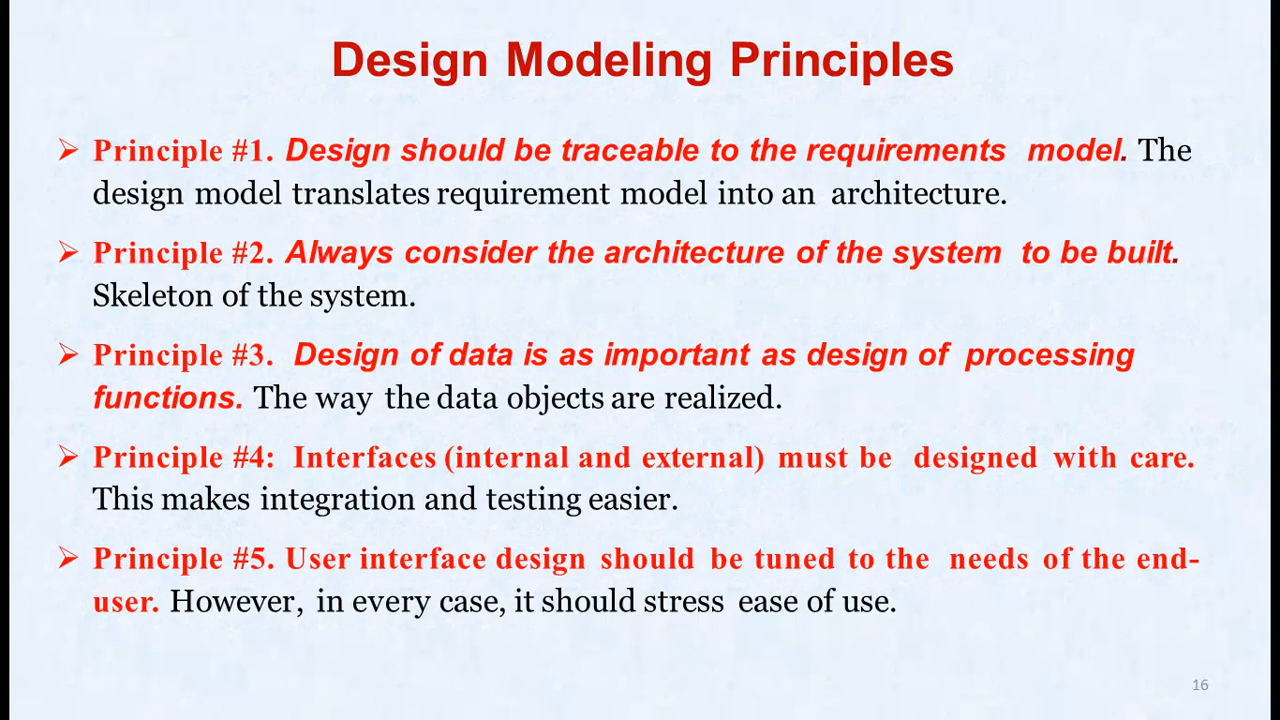 Design Modeling Principles
➢ Principle #1. Design should be traceable to the requirements model. The
design model translates requirement model into an architecture.
➢ Principle #2. Always consider the architecture of the system to be built.
Skeleton of the system.
➢ Principle #3. Design of data is as important as design of processing
functions. The way the data objects are realized.
➢ Principle #4: Interfaces (internal and external) must be designed with care.
This makes integration and testing easier.
➢ Principle #5. User interface design should be tuned to the needs of the end-
user. However, in every case, it should stress ease of use.
16